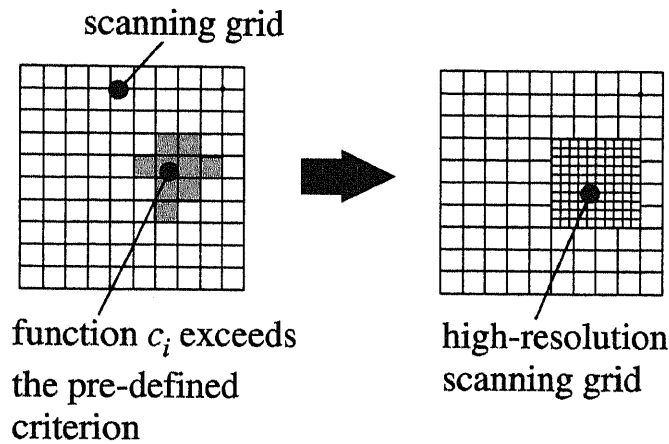 scanning grid
function c_i exceeds
the pre-defined
criterion
high-resolution
scanning grid